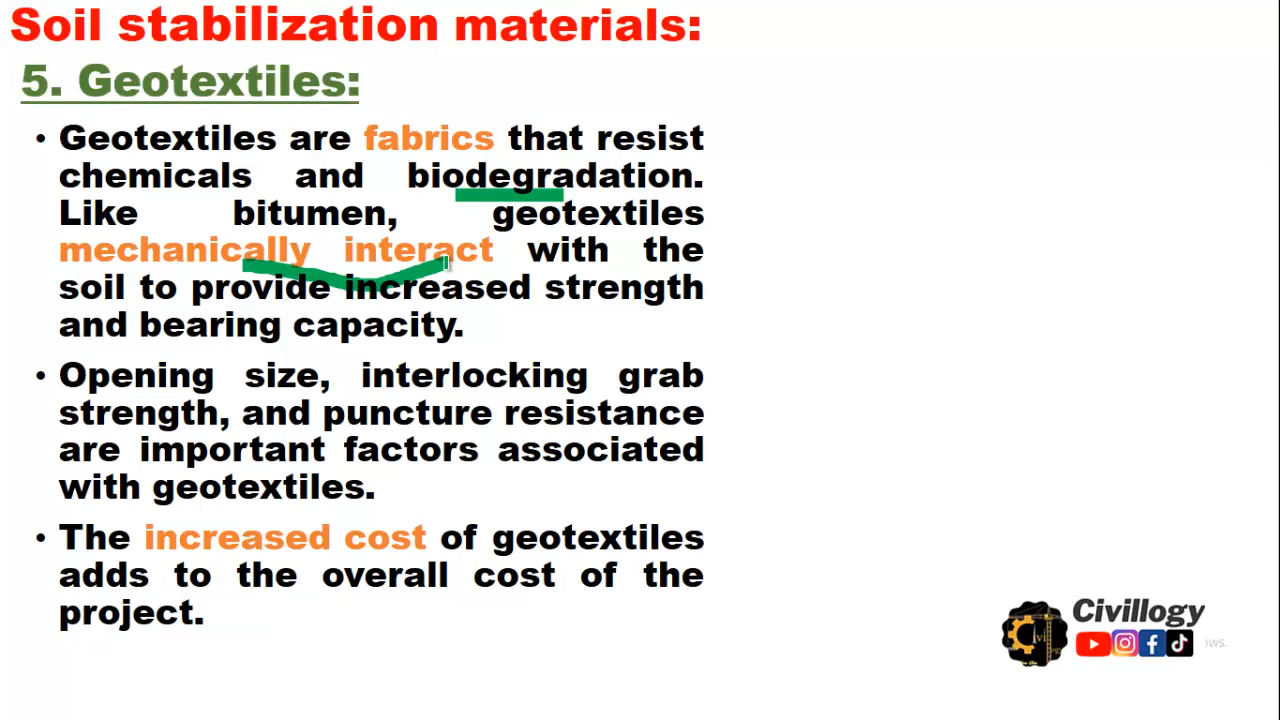 Soil stabilization materials:
5. Geotextiles:
• Geotextiles are fabrics that resist
chemicals and biodegradation.
Like bitumen, geotextiles
mechanically interact with the
soil to provide increased strength
and bearing capacity.
• Opening size, interlocking grab
strength, and puncture resistance
are important factors associated
with geotextiles.
• The increased cost of geotextiles
adds to the overall cost of the
project.
Civillogy